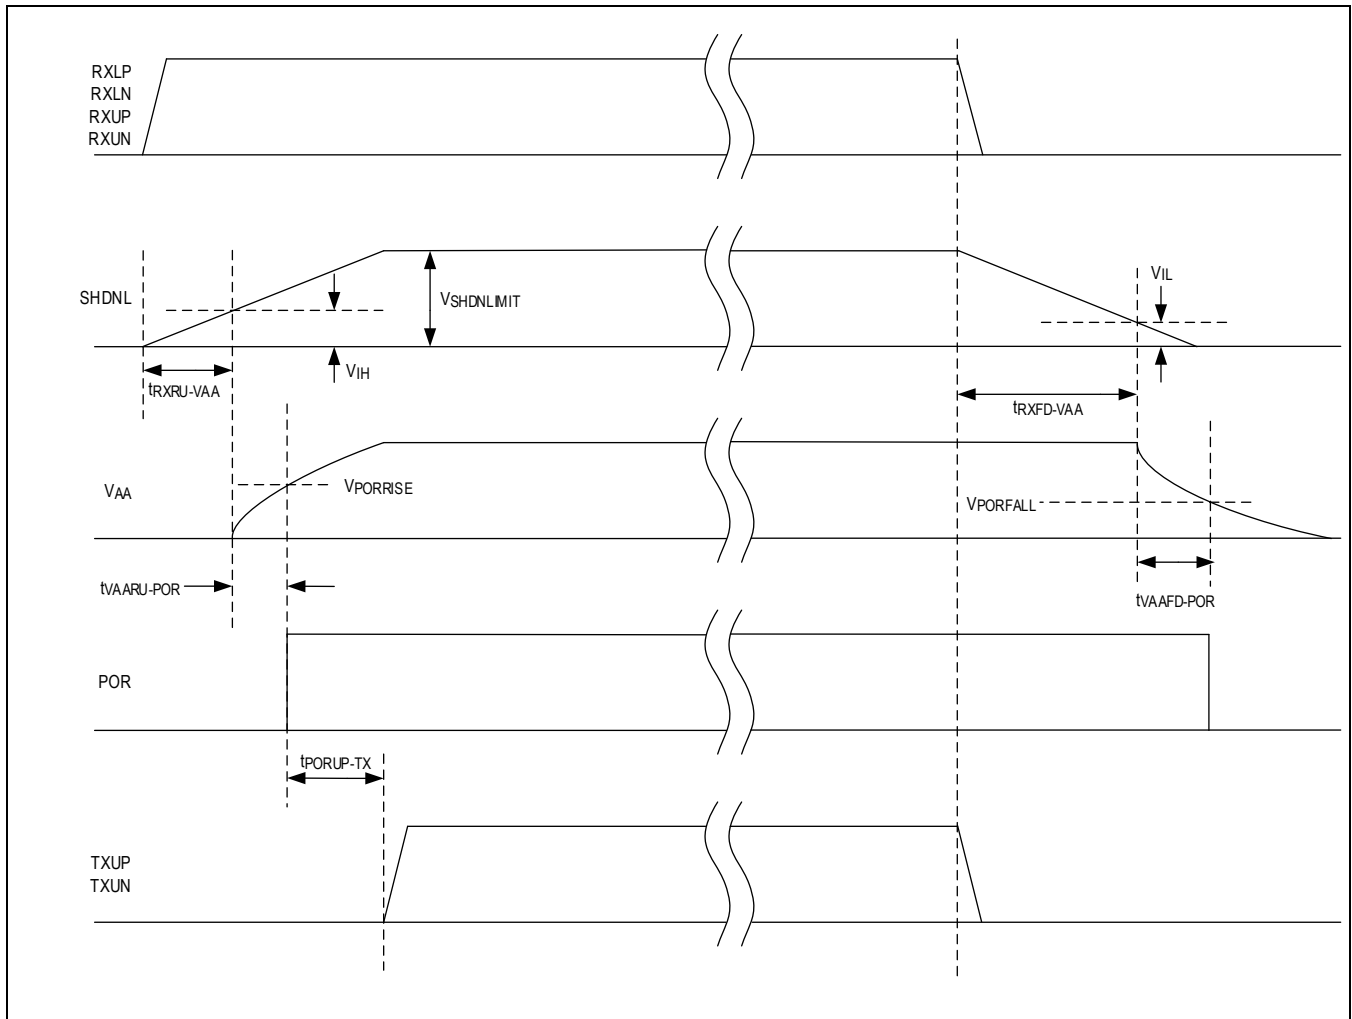 RXLP
RXLN
RXUP
RXUN
SHDNL
VSHDNLIMIT
VIL
VIH
tRXRU-VAA
tRXFD-VAA
VAA
VPORRISE
VPORFALL
tVAARU-POR
tVAAFD-POR
POR
tPORUP-TX
TXUP
TXUN